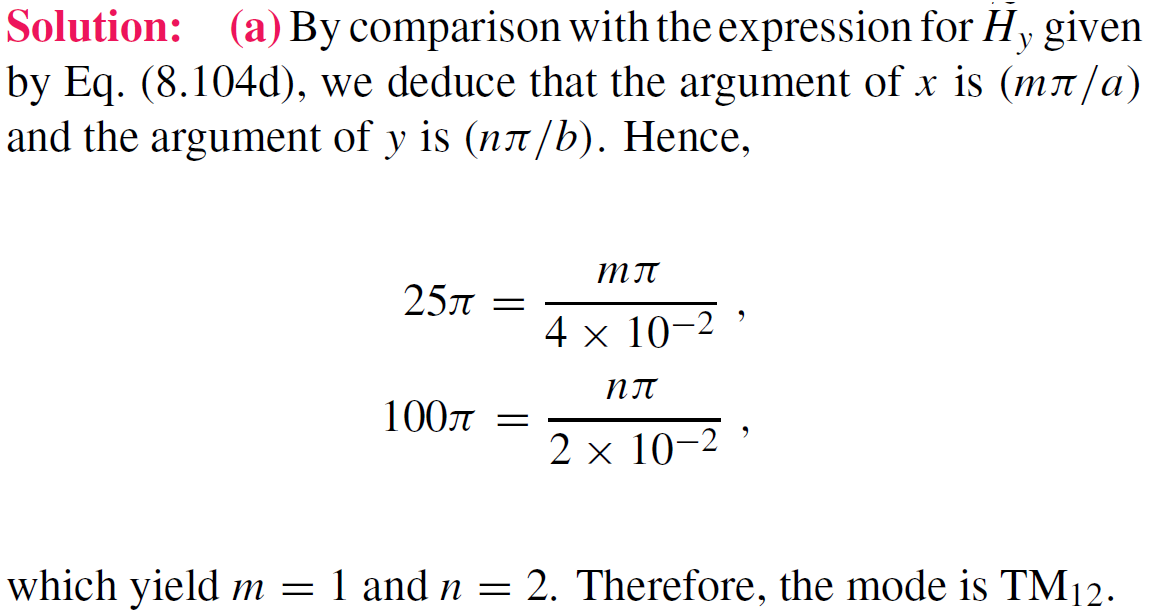 Solution: (a) By comparison with the expression for H̃y given
by Eq. (8.104d), we deduce that the argument of x is (mπ/a)
and the argument of y is (nπ/b). Hence,
25π = mπ / 4 × 10⁻² ,
100π = nπ / 2 × 10⁻² ,
which yield m = 1 and n = 2. Therefore, the mode is TM₁₂.